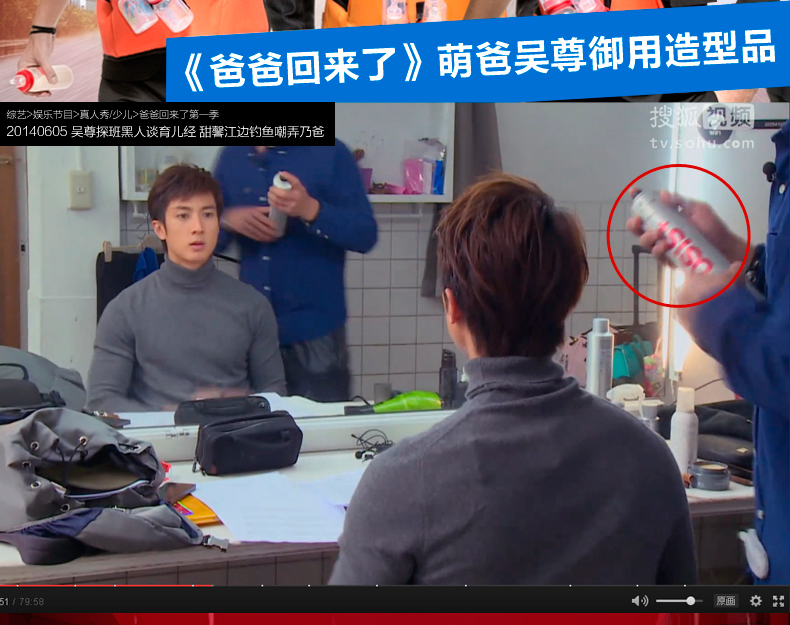 《爸爸回来了》萌爸吴尊御用造型品
综艺>娱乐节目>真人秀/少儿>爸爸回来了第一季
20140605 吴尊探班黑人谈育儿经 甜馨江边钓鱼嘲弄乃爸
搜狐视频
tv.sohu.com
OSiS
51 / 79:58
原画